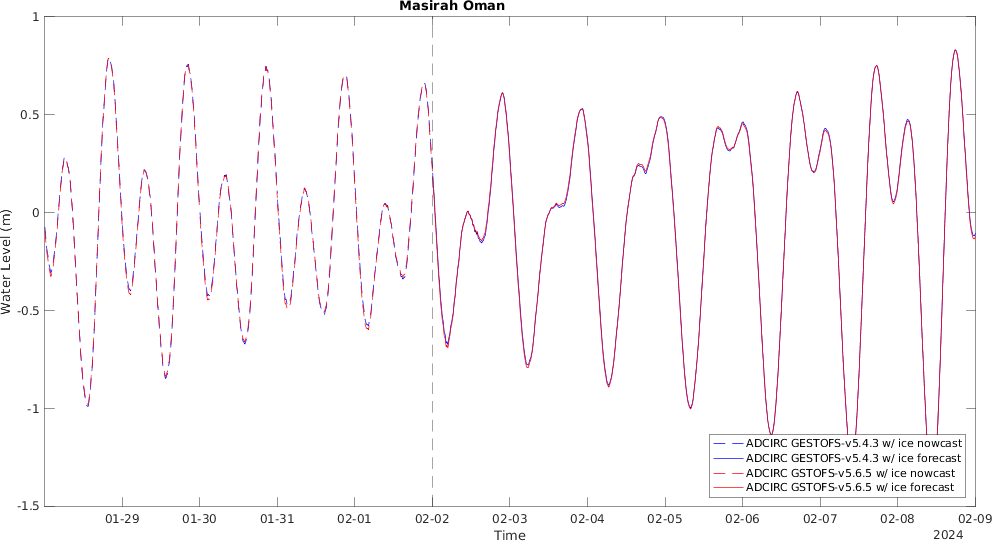 Masirah Oman
Water Level (m)
1
0.5
0
-0.5
-1
-1.5
ADCIRC GESTOFS-v5.4.3 w/ ice nowcast
ADCIRC GESTOFS-v5.4.3 w/ ice forecast
ADCIRC GSTOFS-v5.6.5 w/ ice nowcast
ADCIRC GSTOFS-v5.6.5 w/ ice forecast
01-29 01-30 01-31 02-01 02-02 02-03 02-04 02-05 02-06 02-07 02-08 02-09
Time
2024